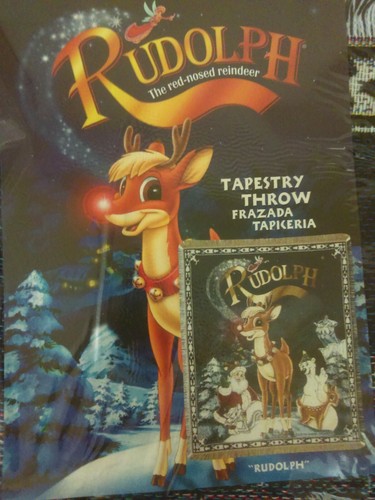 RUDOLPH
The red-nosed reindeer
TAPESTRY
THROW
FRAZADA
TAPICERIA
RUDOLPH
"RUDOLPH"